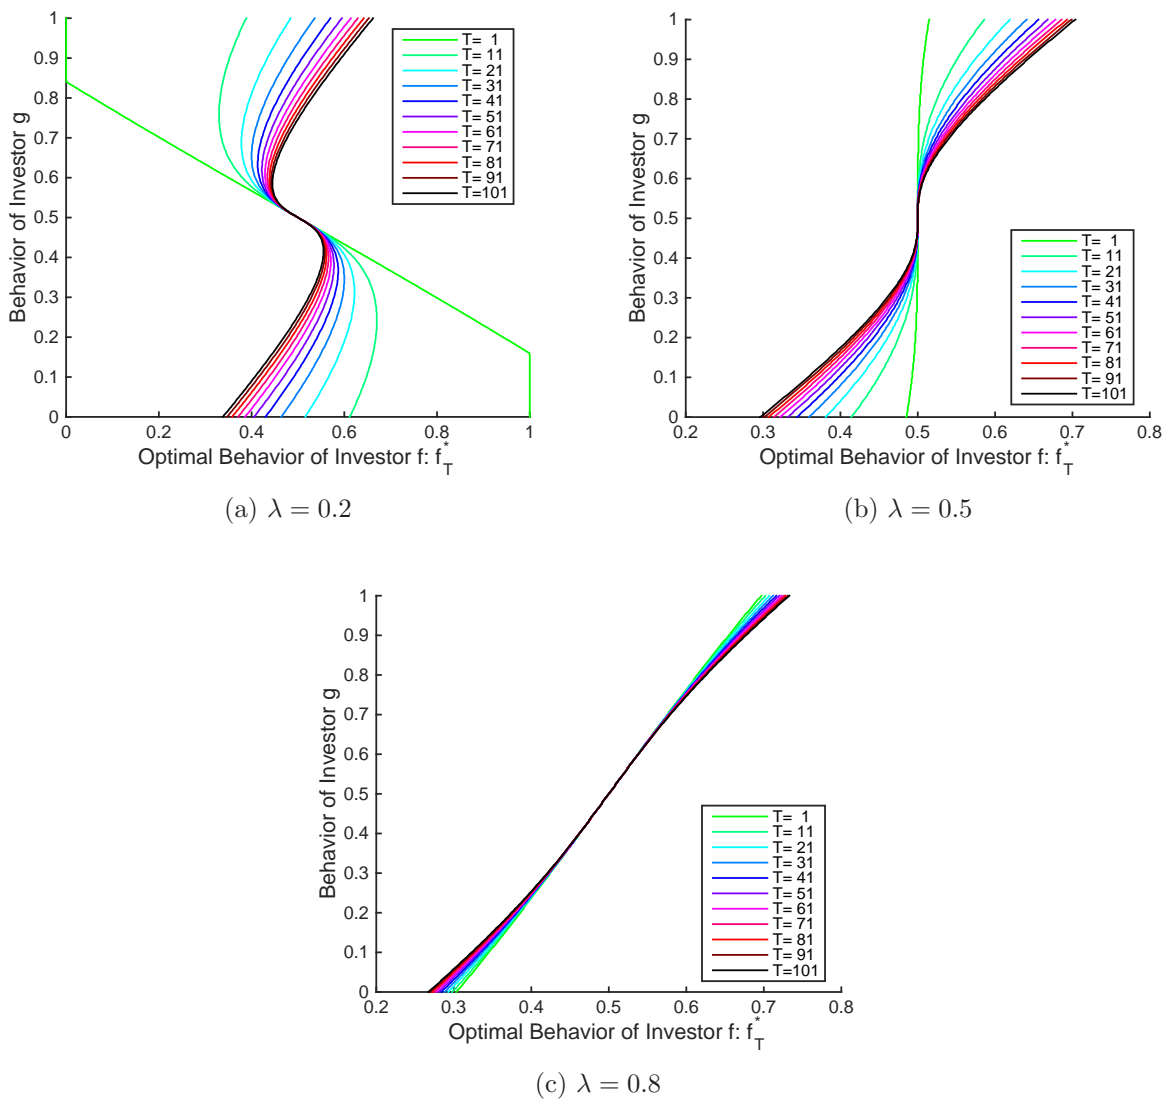 1
0.9
0.8
0.7
0.6
0.5
0.4
0.3
0.2
0.1
0
Behavior of Investor g
0 0.2 0.4 0.6 0.8 1
Optimal Behavior of Investor f: f*T
T= 1
T= 11
T= 21
T= 31
T= 41
T= 51
T= 61
T= 71
T= 81
T= 91
T=101
(a) λ = 0.2
1
0.9
0.8
0.7
0.6
0.5
0.4
0.3
0.2
0.1
0
Behavior of Investor g
0.2 0.3 0.4 0.5 0.6 0.7 0.8
Optimal Behavior of Investor f: f*T
T= 1
T= 11
T= 21
T= 31
T= 41
T= 51
T= 61
T= 71
T= 81
T= 91
T=101
(b) λ = 0.5
1
0.9
0.8
0.7
0.6
0.5
0.4
0.3
0.2
0.1
0
Behavior of Investor g
0.2 0.3 0.4 0.5 0.6 0.7 0.8
Optimal Behavior of Investor f: f*T
T= 1
T= 11
T= 21
T= 31
T= 41
T= 51
T= 61
T= 71
T= 81
T= 91
T=101
(c) λ = 0.8